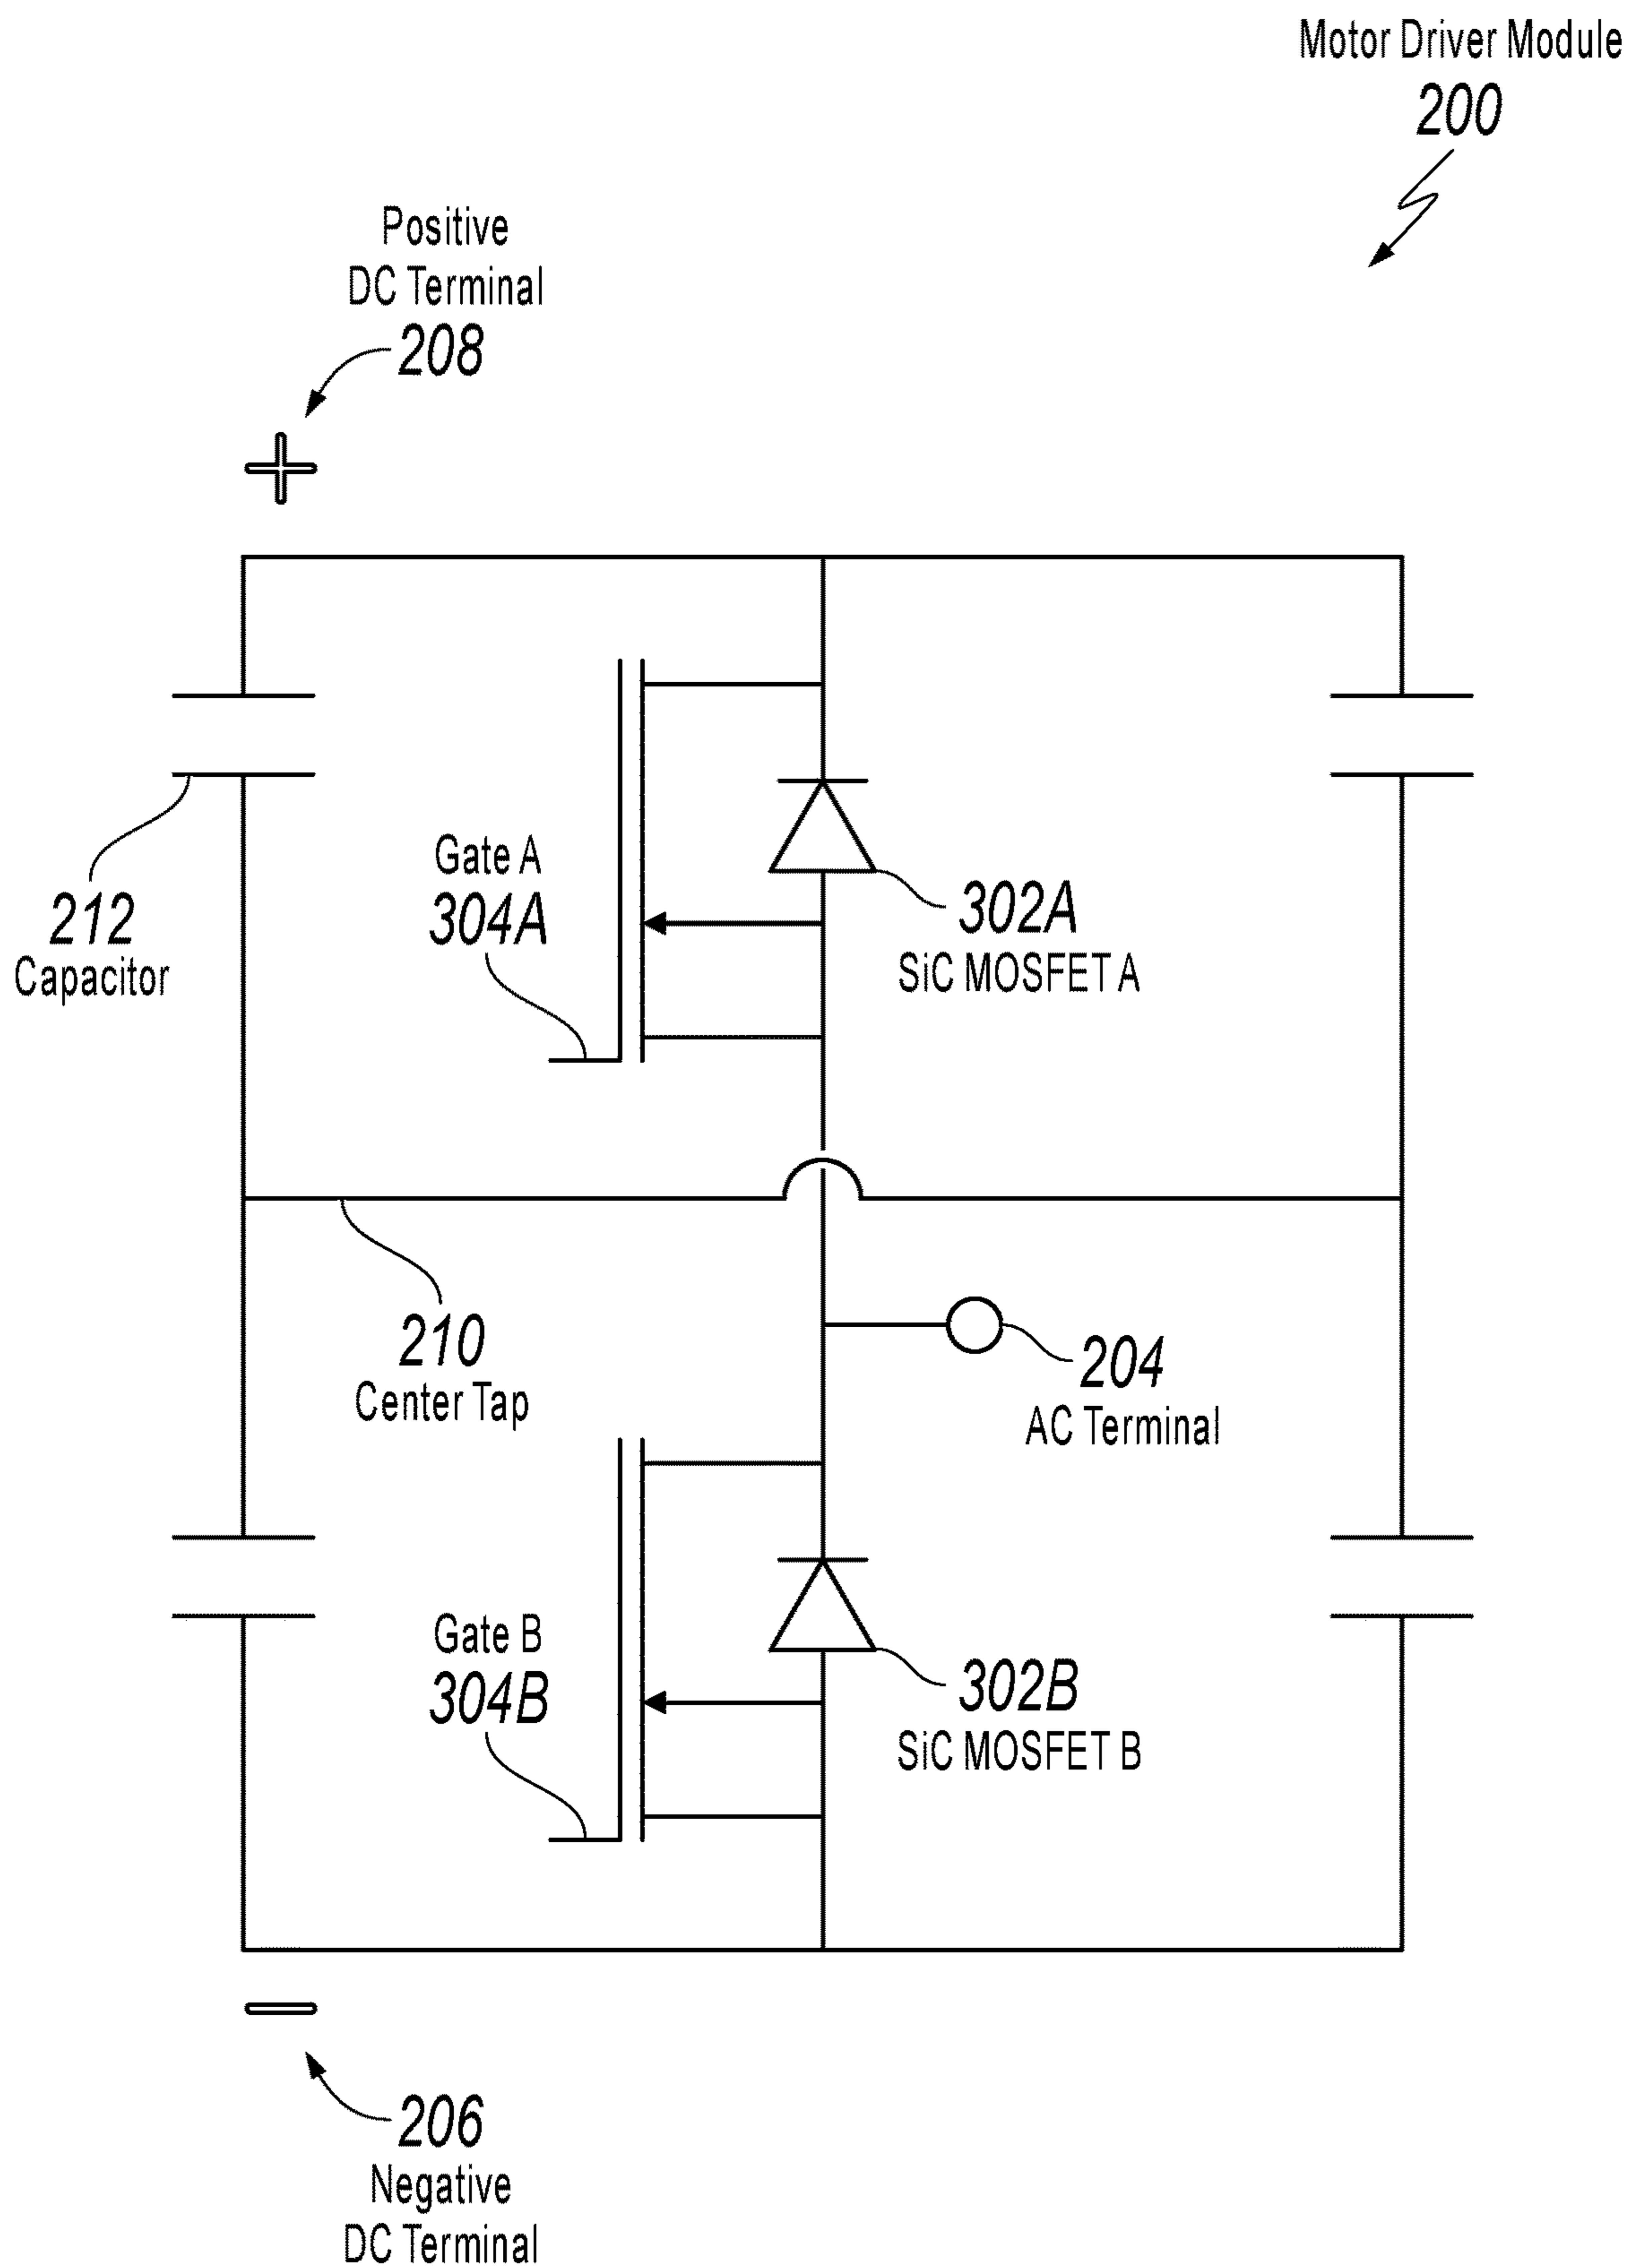 Motor Driver Module
200
Positive
DC Terminal
208
+
Gate A
304A
302A
SiC MOSFET A
212
Capacitor
210
Center Tap
204
AC Terminal
Gate B
304B
302B
SiC MOSFET B
−
206
Negative
DC Terminal